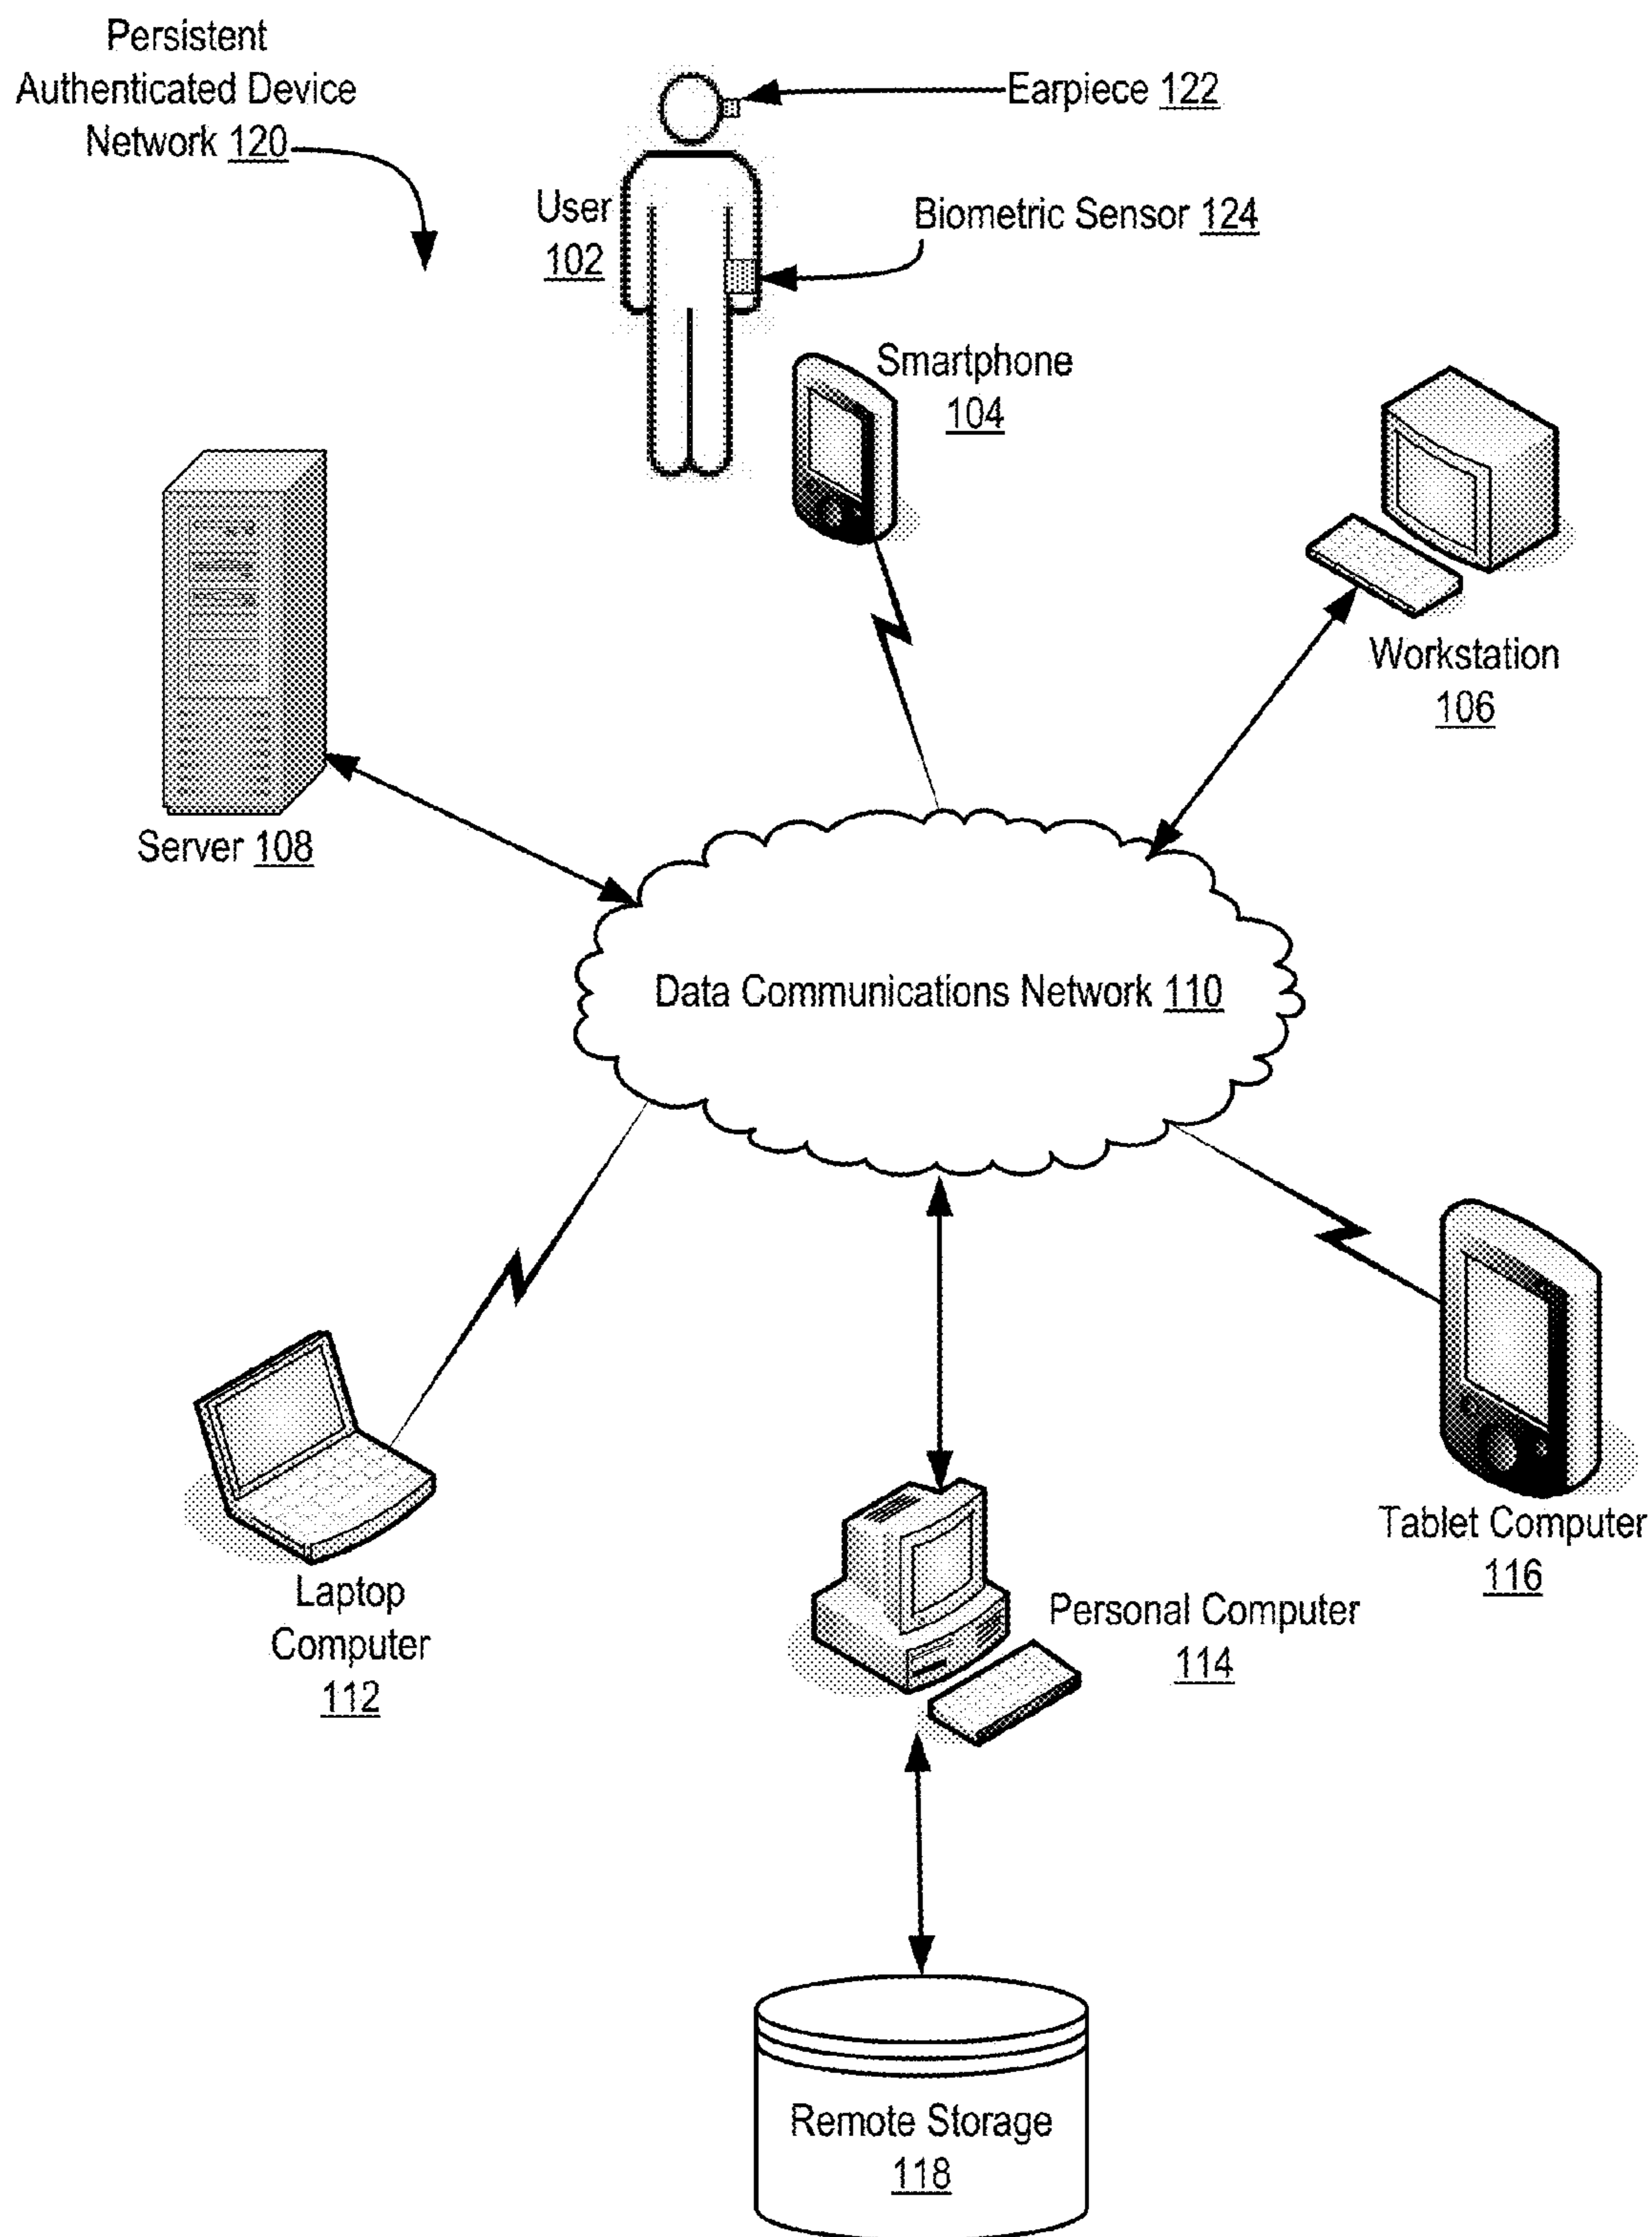 Persistent
Authenticated Device
Network 120
Earpiece 122
User
102
Biometric Sensor 124
Smartphone
104
Workstation
106
Server 108
Data Communications Network 110
Laptop
Computer
112
Personal Computer
114
Tablet Computer
116
Remote Storage
118